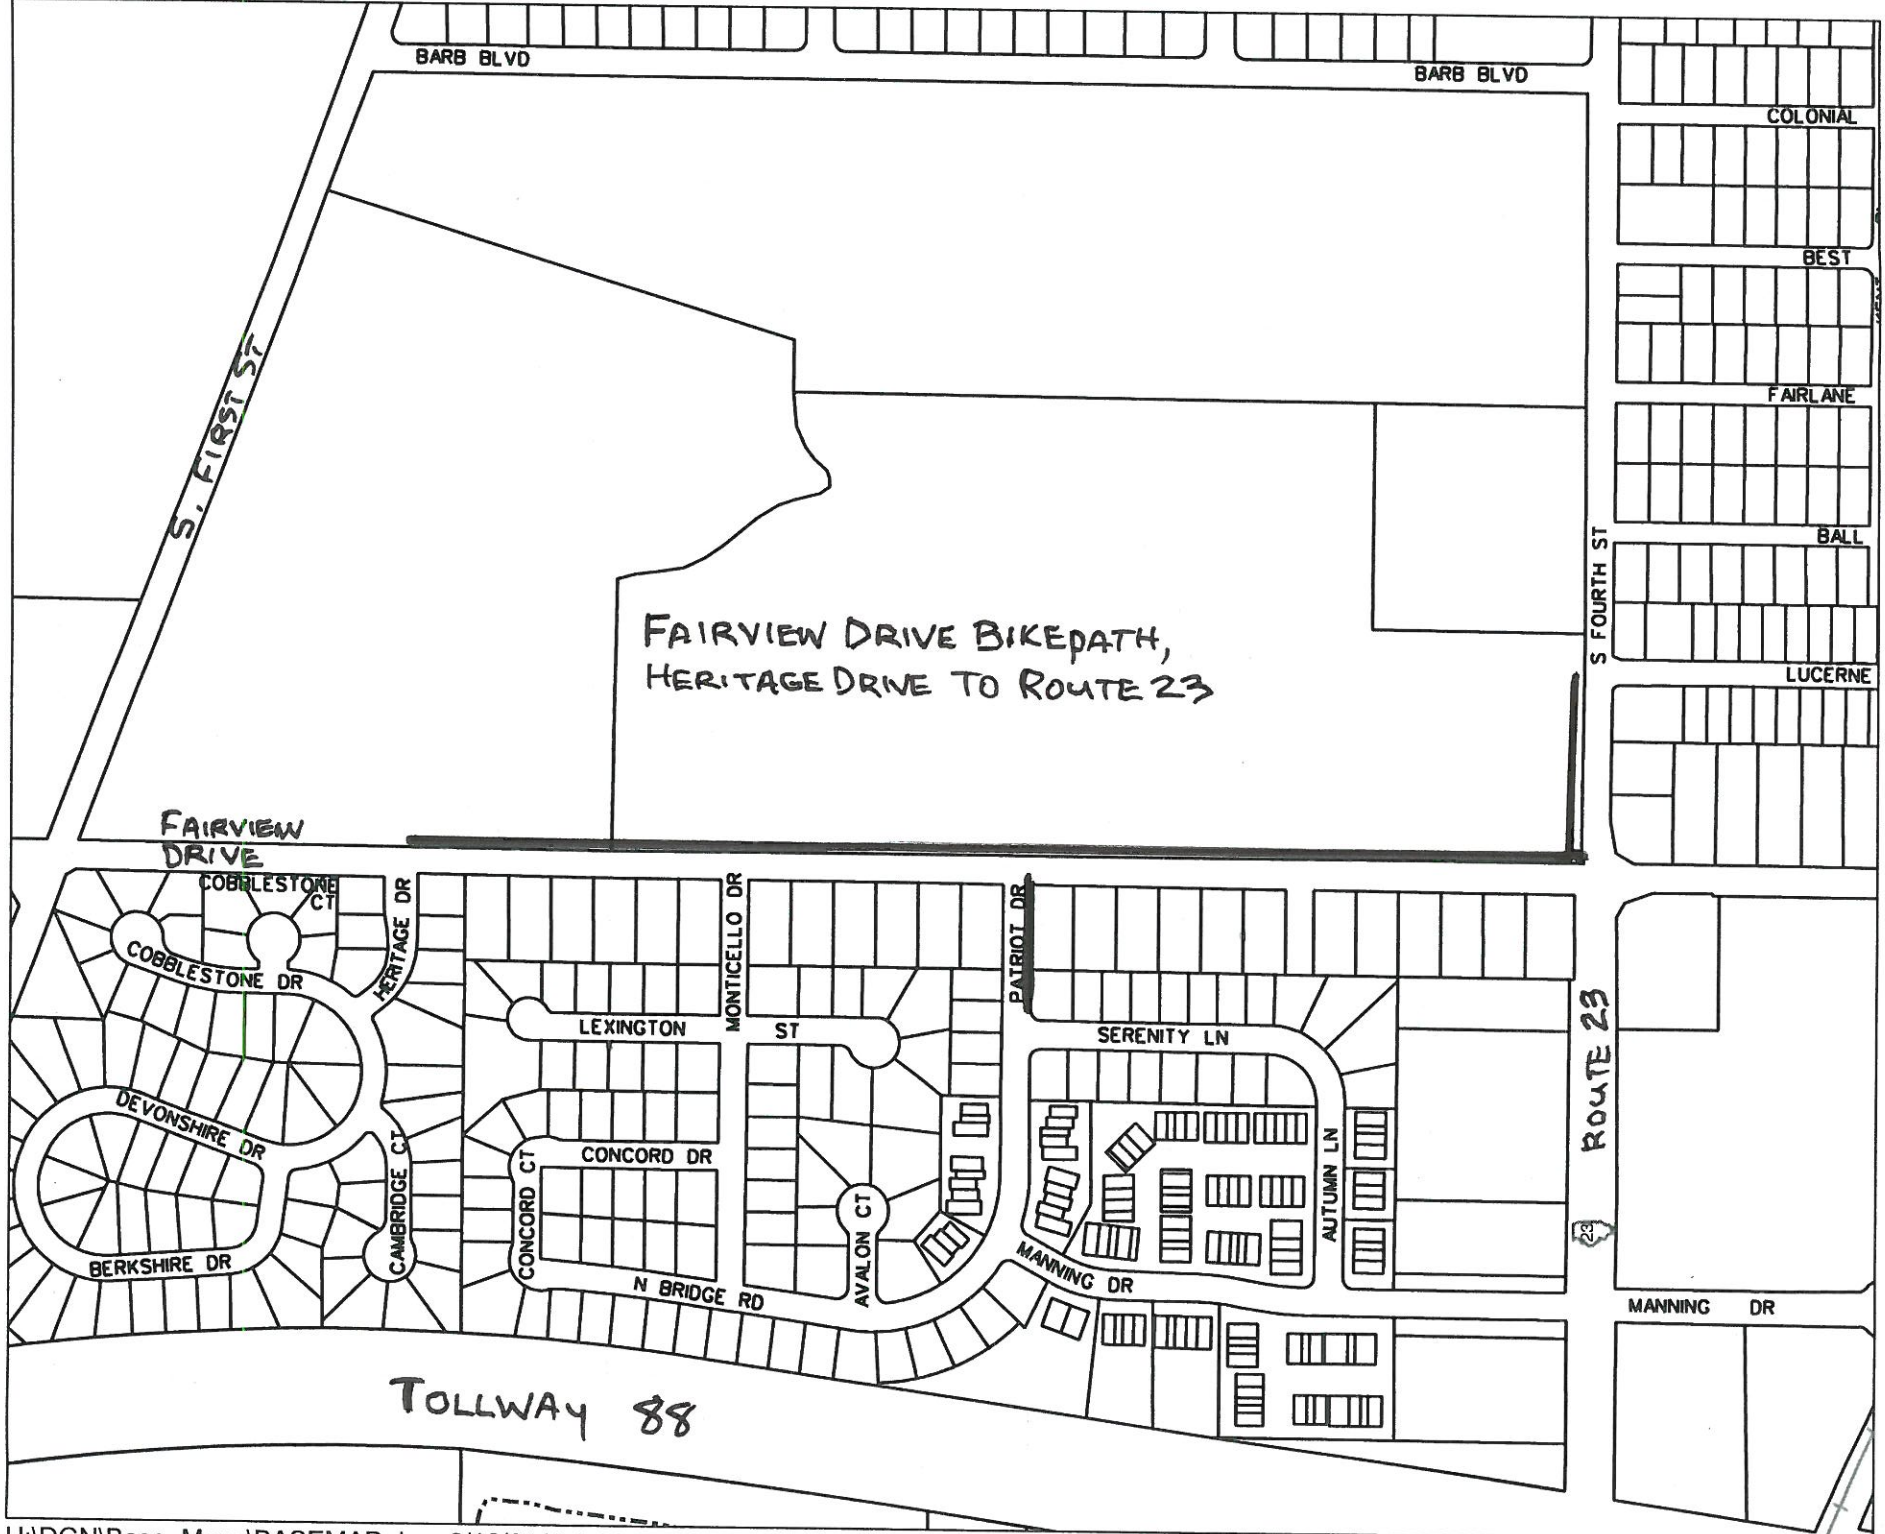 BARB BLVD
BARB BLVD
COLONIAL
BEST
S. FIRST ST
FAIRLANE
BALL
S FOURTH ST
FAIRVIEW DRIVE BIKEPATH,
HERITAGE DRIVE TO ROUTE 23
LUCERNE
FAIRVIEW
DRIVE
COBBLESTONE
CT
HERITAGE DR
MONTICELLO DR
PATRIOT DR
COBBLESTONE DR
LEXINGTON ST
SERENITY LN
ROUTE 23
DEVONSHIRE DR
CAMBRIDGE CT
CONCORD CT
CONCORD DR
AVALON CT
AUTUMN LN
23
BERKSHIRE DR
N BRIDGE RD
MANNING DR
MANNING DR
TOLLWAY 88